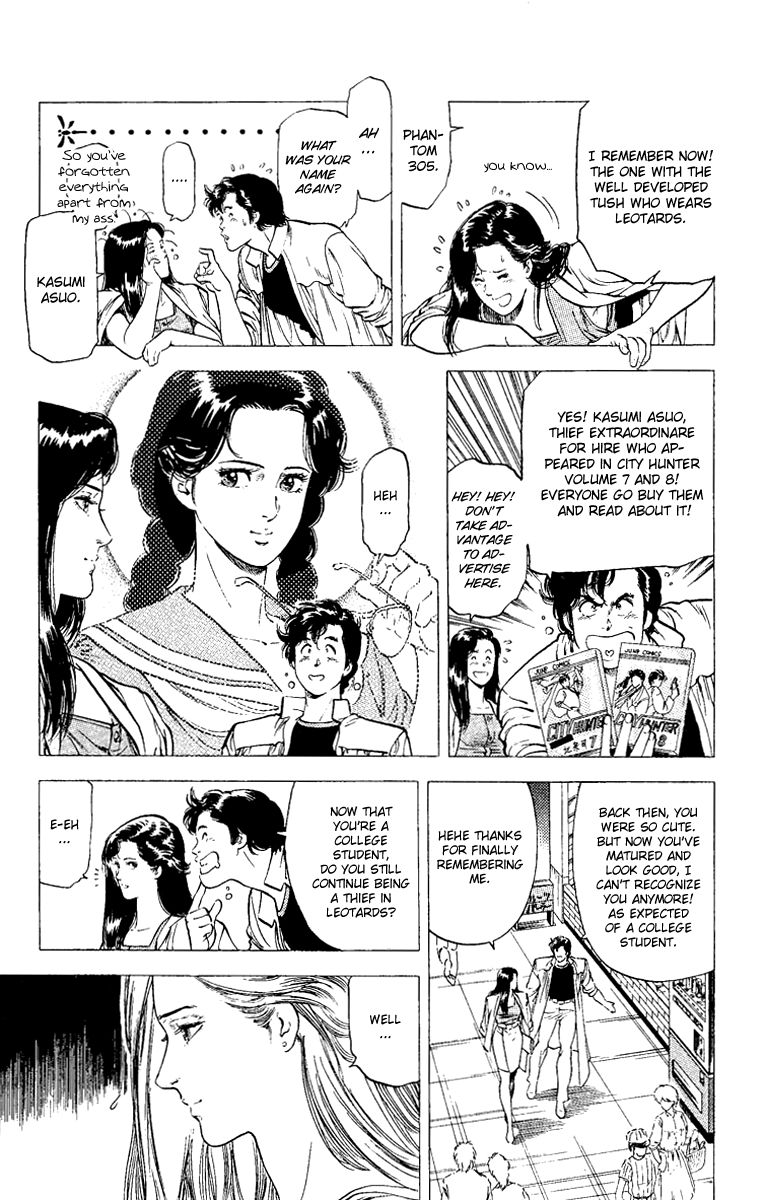 I REMEMBER NOW!
THE ONE WITH THE
WELL DEVELOPED
TUSH WHO WEARS
LEOTARDS.
you know...
PHAN-
TOM
305.
AH
...
WHAT
WAS YOUR
NAME
AGAIN?
....
So you've
forgotten
everything
apart from
my ass.
KASUMI
ASUO.
YES! KASUMI ASUO,
THIEF EXTRAORDINARE
FOR HIRE WHO AP-
PEARED IN CITY HUNTER
VOLUME 7 AND 8!
EVERYONE GO BUY THEM
AND READ ABOUT IT!
HEY! HEY!
DON'T
TAKE AD-
VANTAGE
TO AD-
VERTISE
HERE.
JUMP COMICS
CITY HUNTER
7
JUMP COMICS
CITY HUNTER
8
HEH
...
BACK THEN, YOU
WERE SO CUTE.
BUT NOW YOU'VE
MATURED AND
LOOK GOOD, I
CAN'T RECOGNIZE
YOU ANYMORE!
AS EXPECTED
OF A COLLEGE
STUDENT.
HEHE THANKS
FOR FINALLY
REMEMBERING
ME.
NOW THAT
YOU'RE A
COLLEGE
STUDENT,
DO YOU STILL
CONTINUE BEING
A THIEF IN
LEOTARDS?
E-EH
...
WELL
...